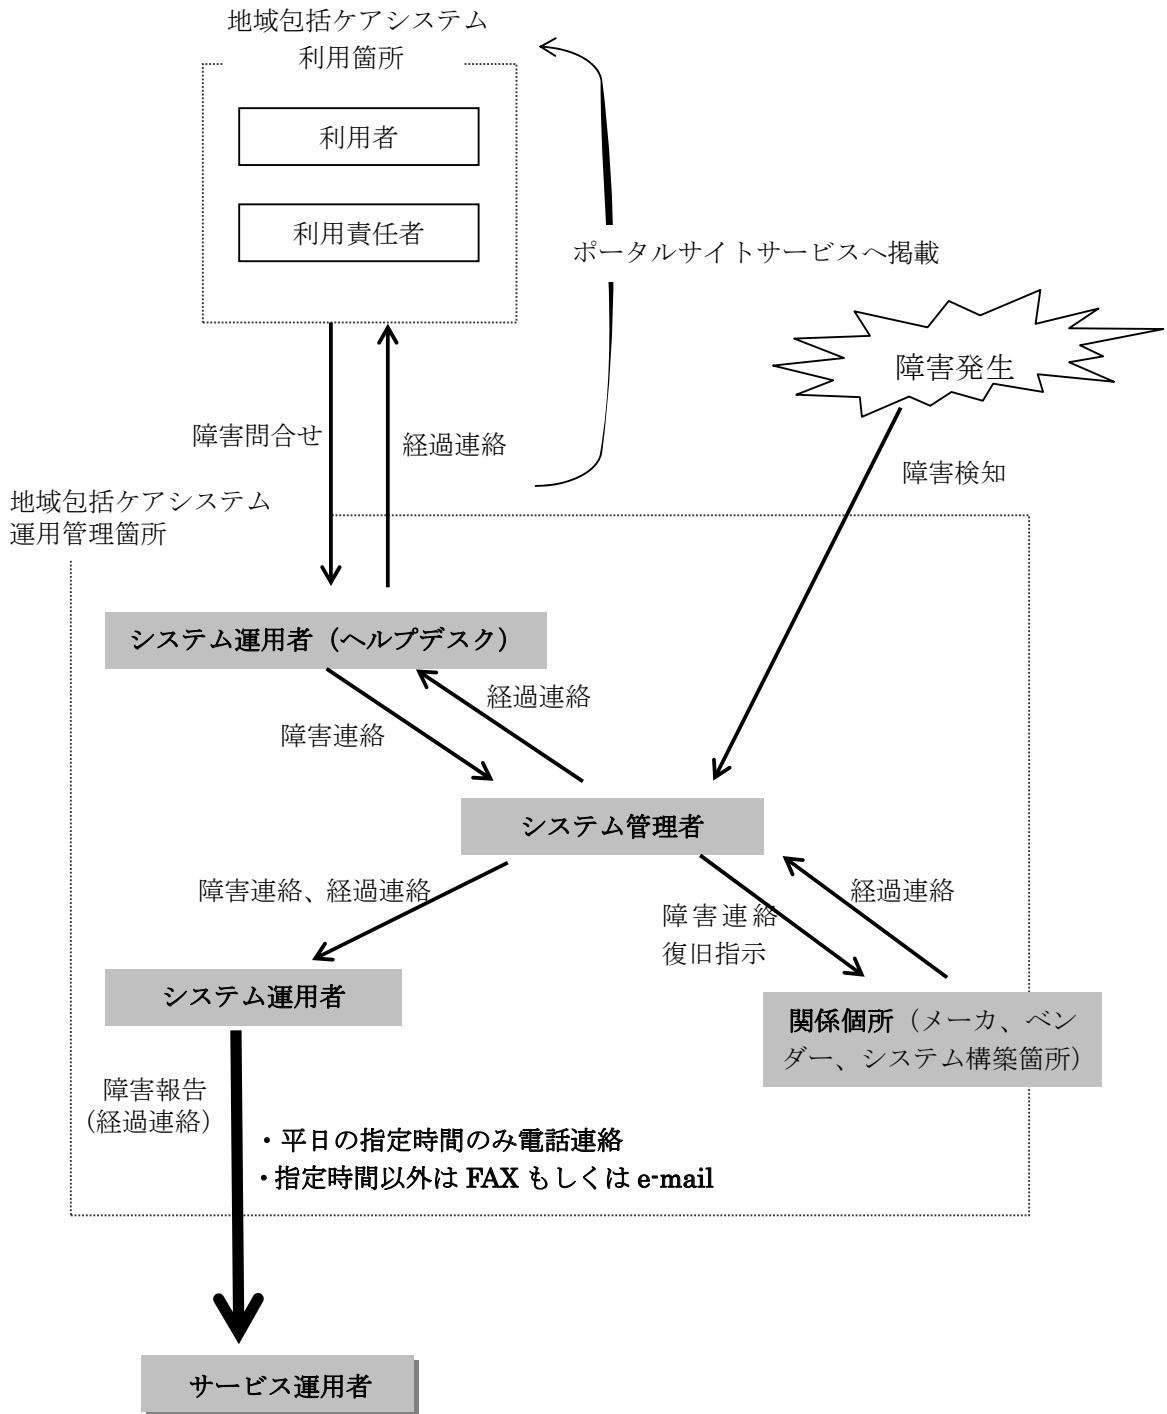 地域包括ケアシステム
利用箇所
利用者
利用責任者
ポータルサイトサービスへ掲載
障害発生
障害問合せ
経過連絡
障害検知
地域包括ケアシステム
運用管理箇所
システム運用者（ヘルプデスク）
経過連絡
障害連絡
システム管理者
障害連絡、経過連絡
経過連絡
障害連絡
復旧指示
システム運用者
関係個所（メーカ、ベン
ダー、システム構築箇所）
障害報告
（経過連絡）
・平日の指定時間のみ電話連絡
・指定時間以外は FAX もしくは e-mail
サービス運用者